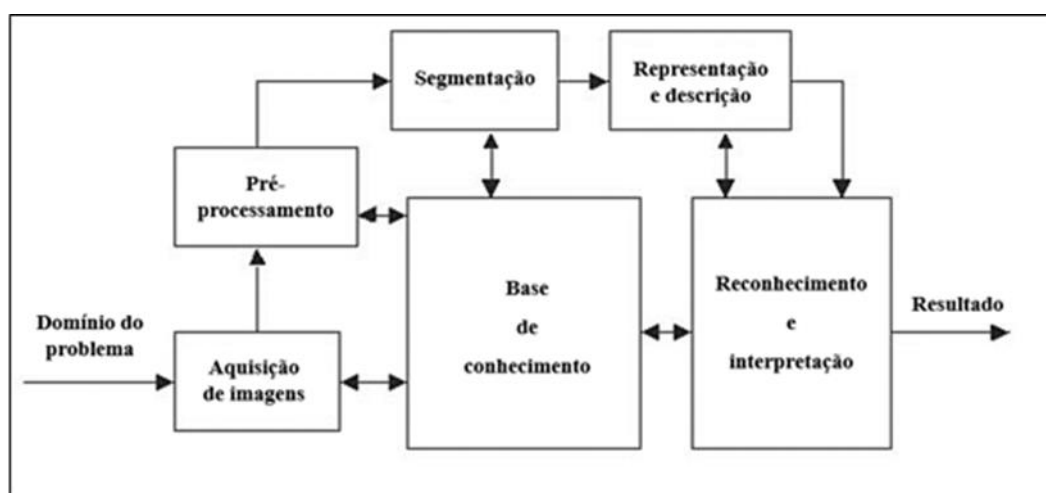 Segmentação
Representação
e descrição
Pré-
processamento
Base
de
conhecimento
Reconhecimento
e
interpretação
Resultado
Domínio do
problema
Aquisição
de imagens